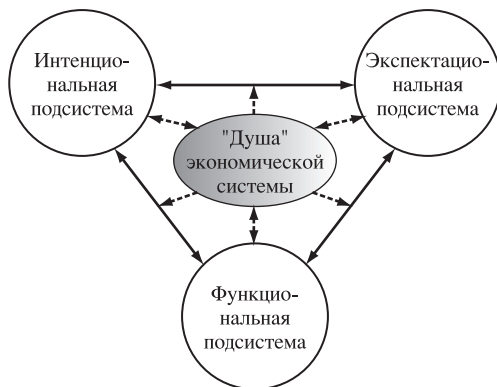 Интенцио-
нальная
подсистема
Экспектацио-
нальная
подсистема
"Душа"
экономической
системы
Функцио-
нальная
подсистема